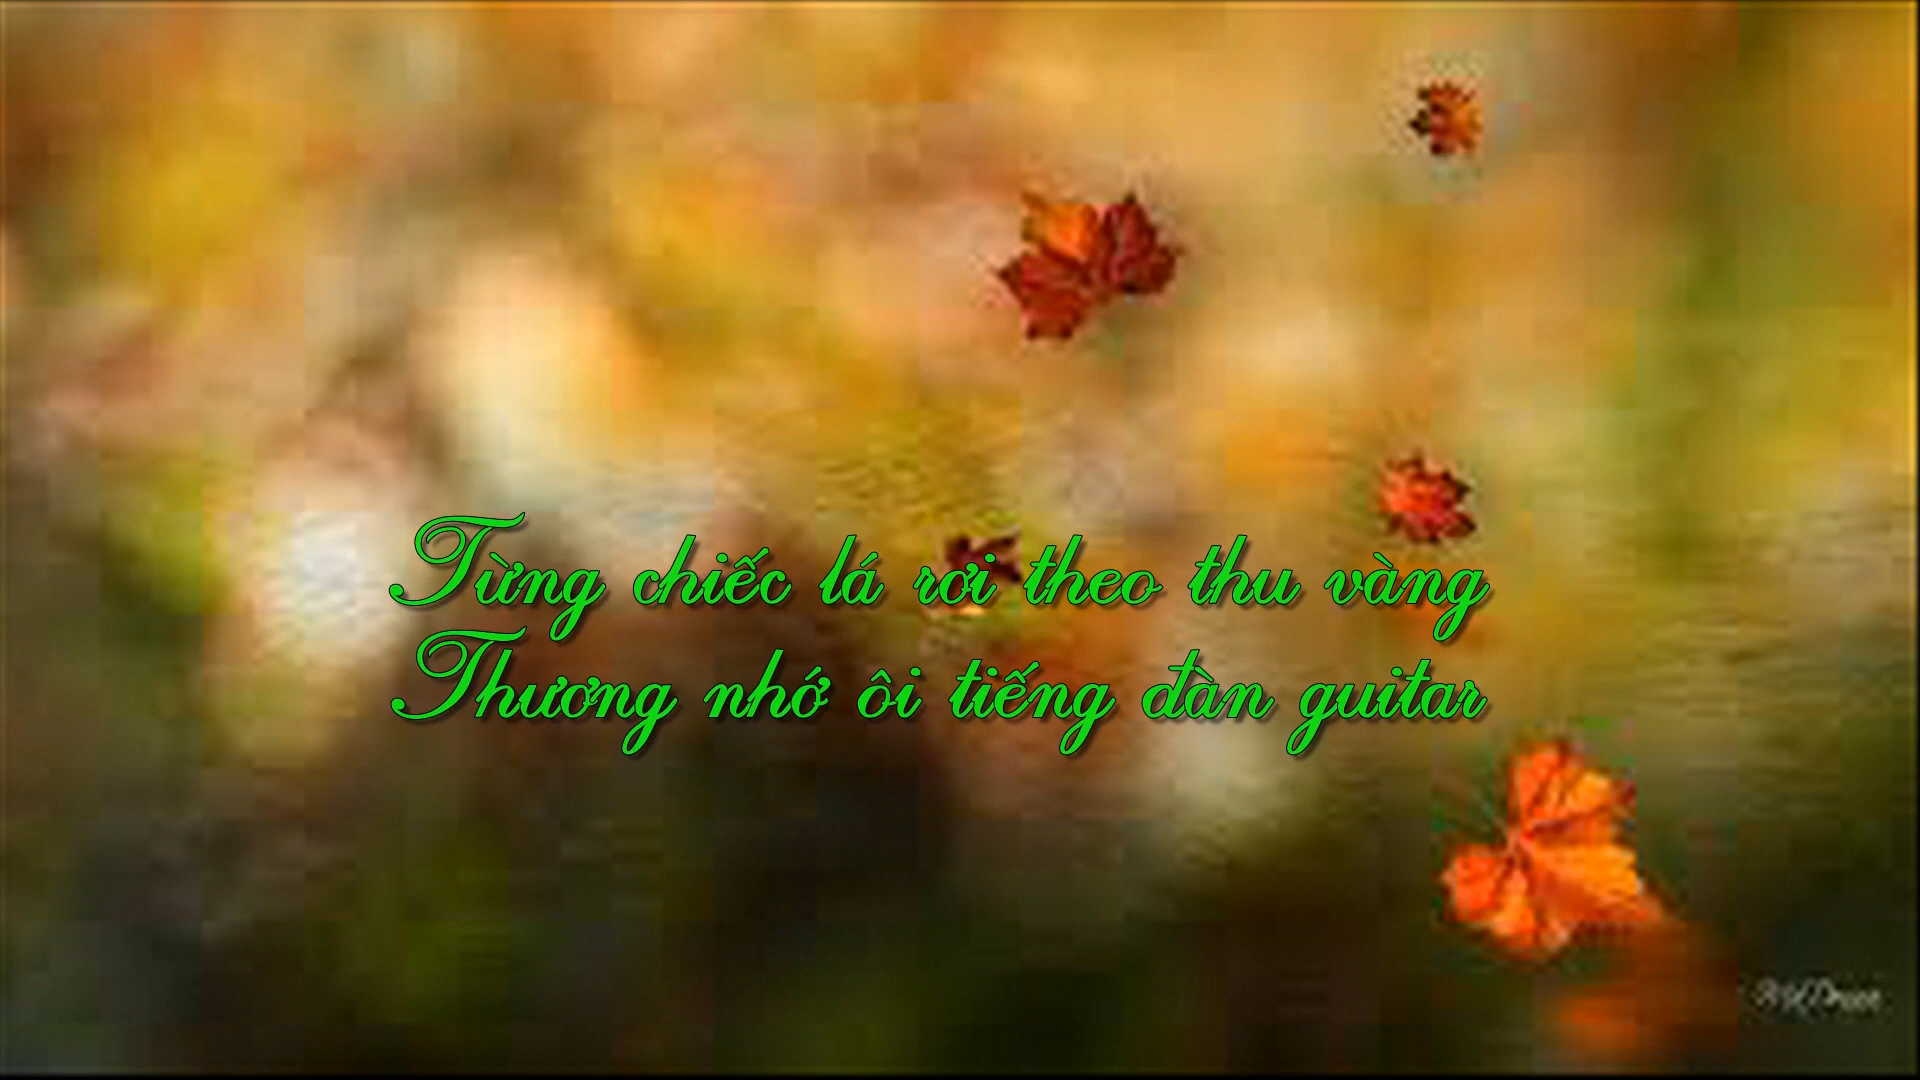 Từng chiếc lá rơi theo thu vàng
Thương nhớ ôi tiếng đàn guitar